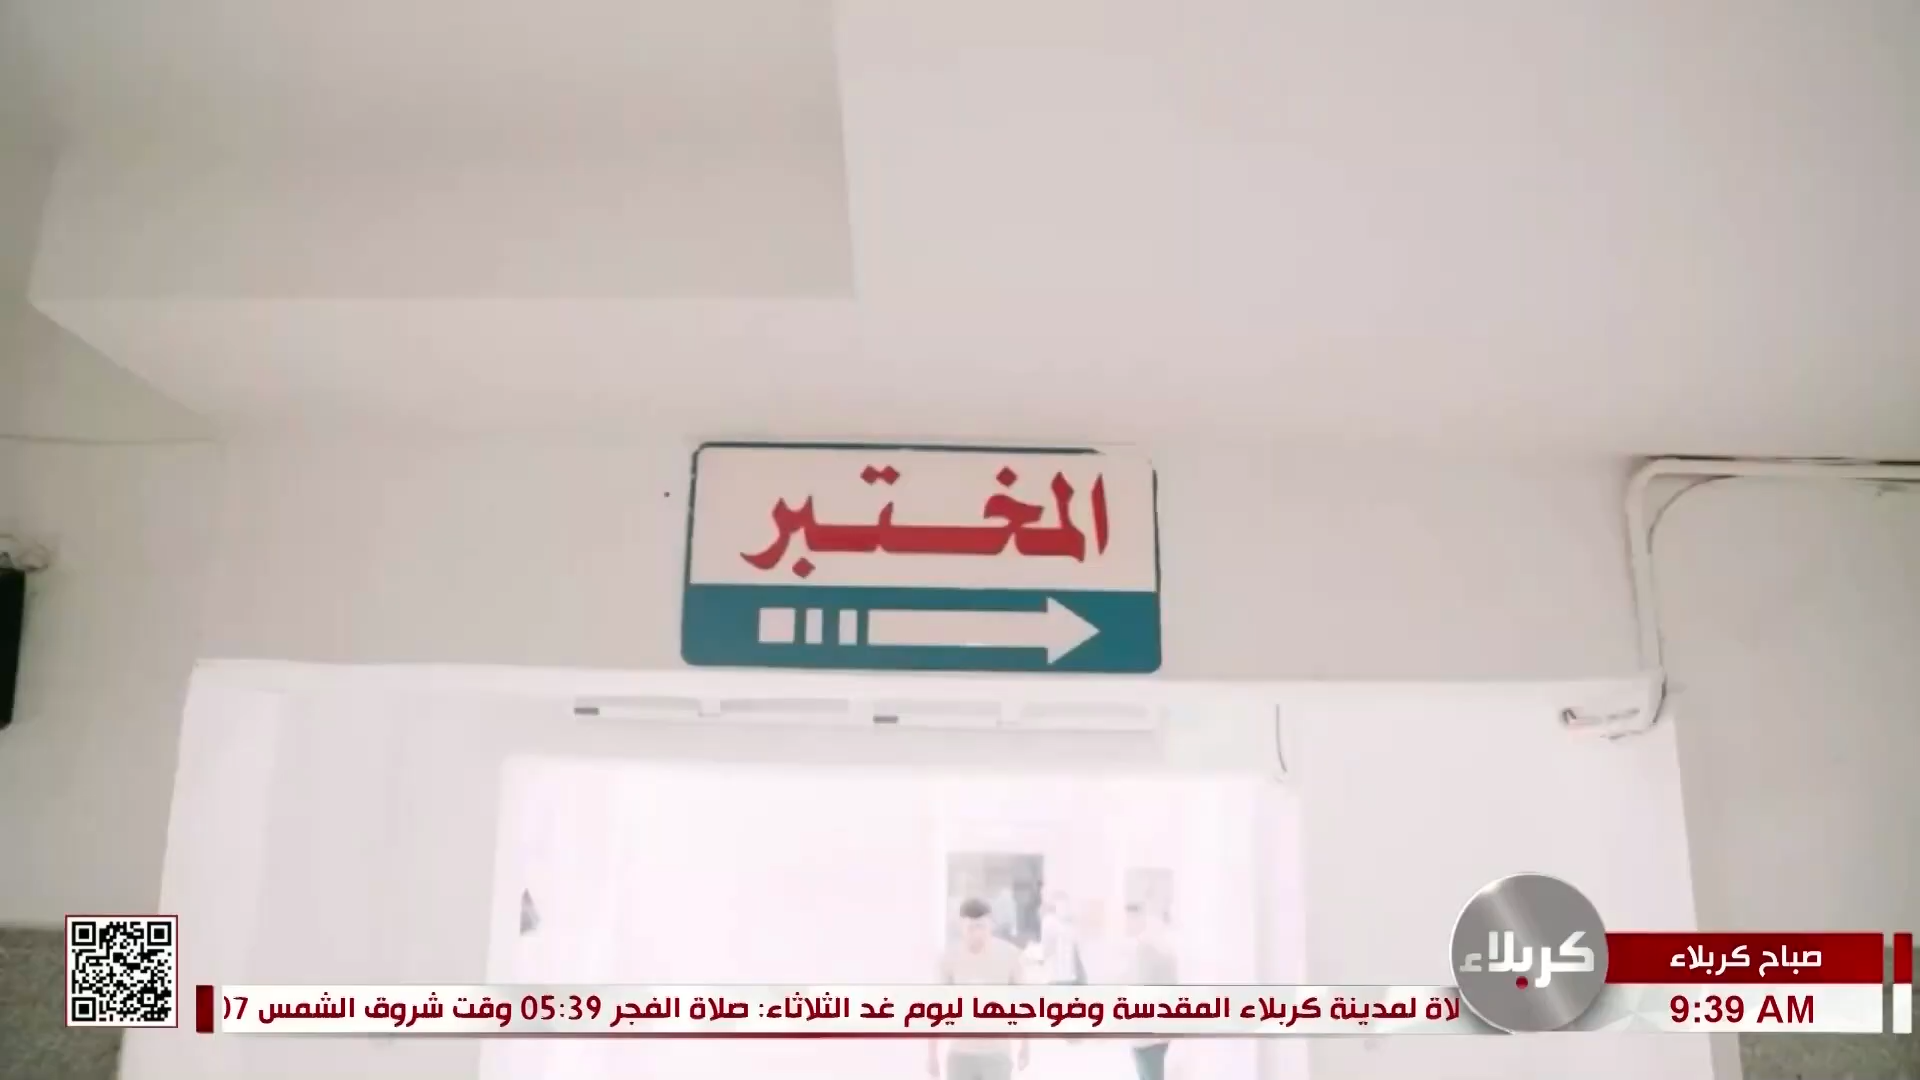 المختبر
صباح كربلاء
كربلاء
9:39 AM
لاة لمدينة كربلاء المقدسة وضواحيها ليوم غد الثلاثاء: صلاة الفجر 05:39 وقت شروق الشمس 07